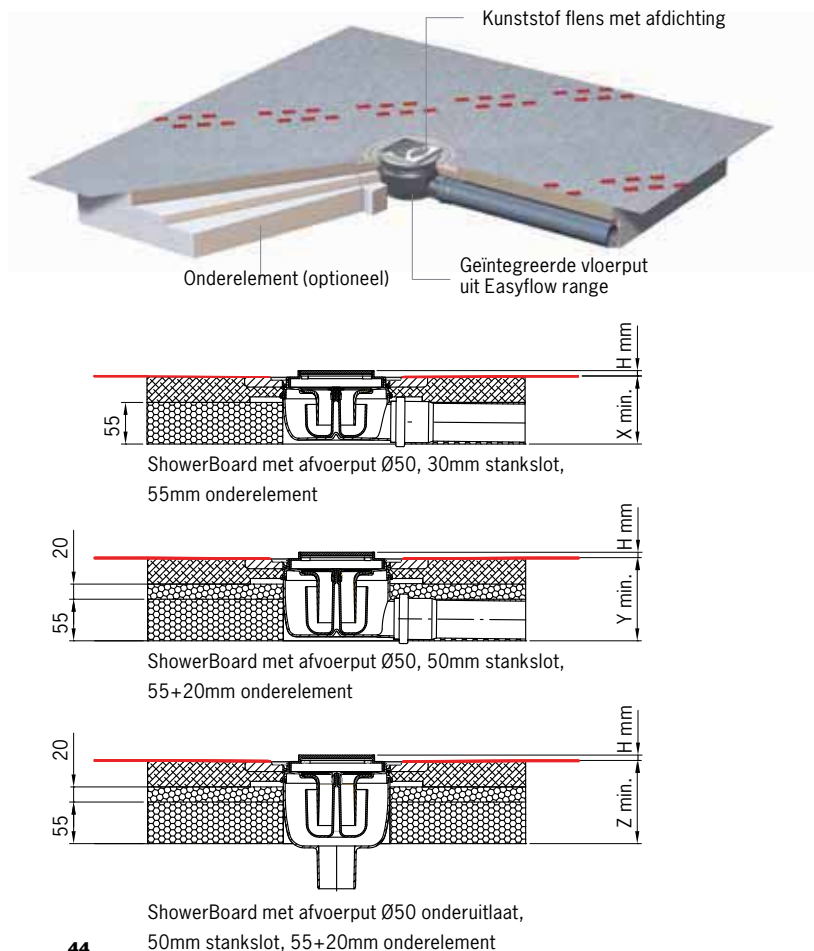 Kunststof flens met afdichting
Onderelement (optioneel)
Geïntegreerde vloerput
uit Easyflow range
H mm
X min.
55
ShowerBoard met afvoerput Ø50, 30mm stankslot,
55mm onderelement
20
55
H mm
Y min.
ShowerBoard met afvoerput Ø50, 50mm stankslot,
55+20mm onderelement
20
55
H mm
Z min.
ShowerBoard met afvoerput Ø50 onderuitlaat,
50mm stankslot, 55+20mm onderelement
44